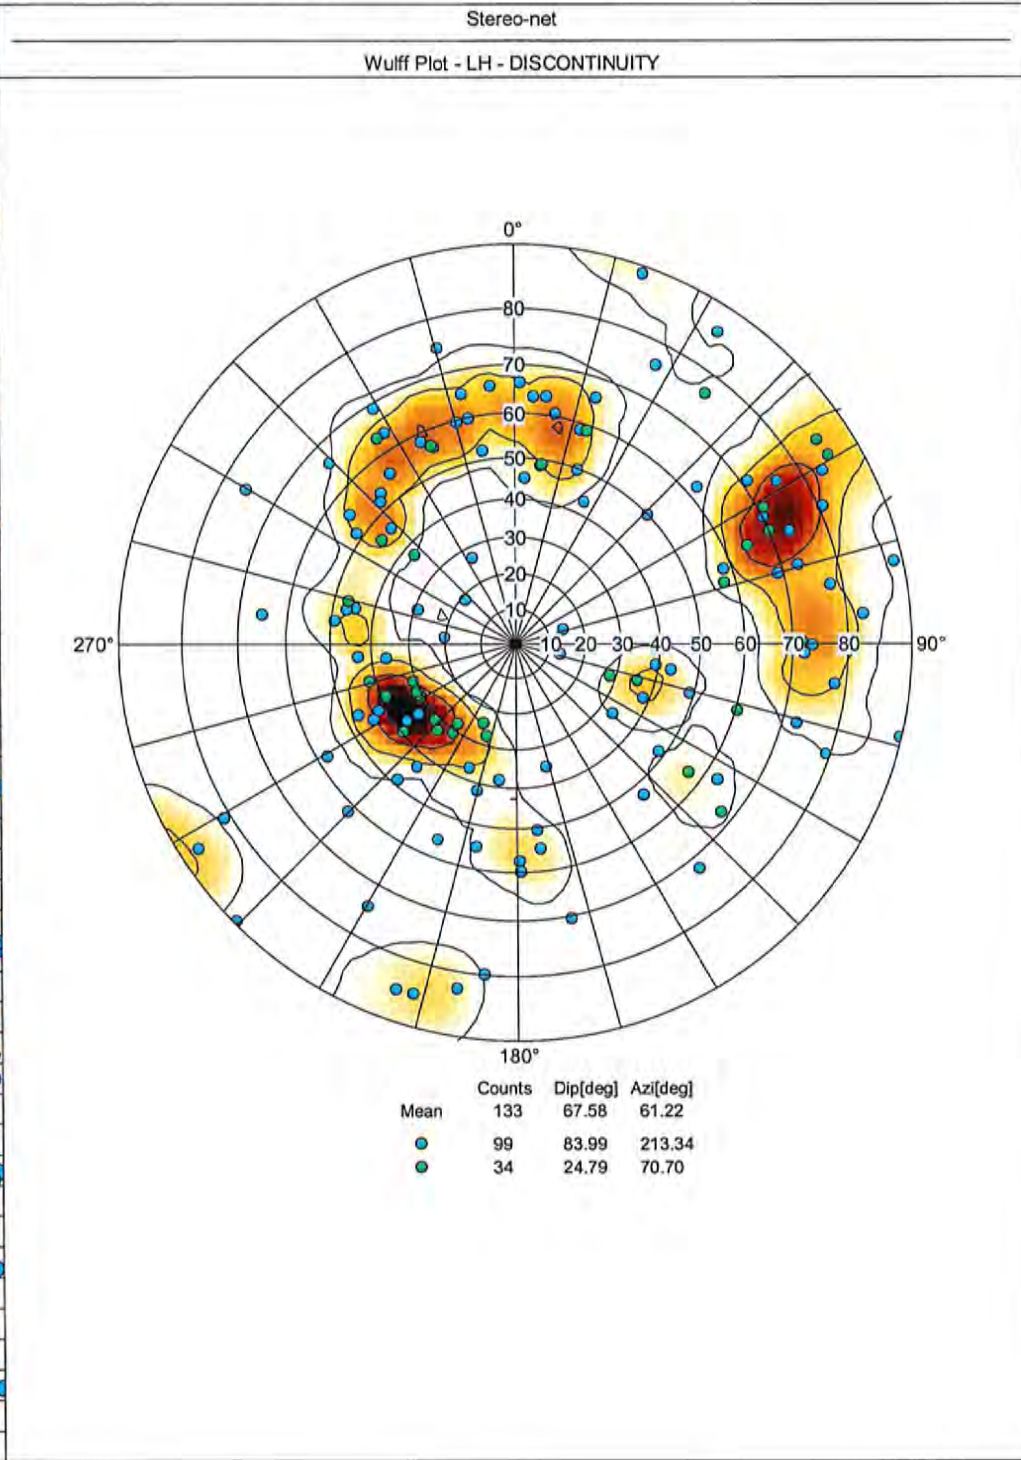 Stereo-net
Wulff Plot - LH - DISCONTINUITY
0°
80
70
60
50
40
30
20
10
270° 10 20 30 40 50 60 70 80 90°
180°
Counts Dip[deg] Azi[deg]
Mean 133 67.58 61.22
99 83.99 213.34
34 24.79 70.70